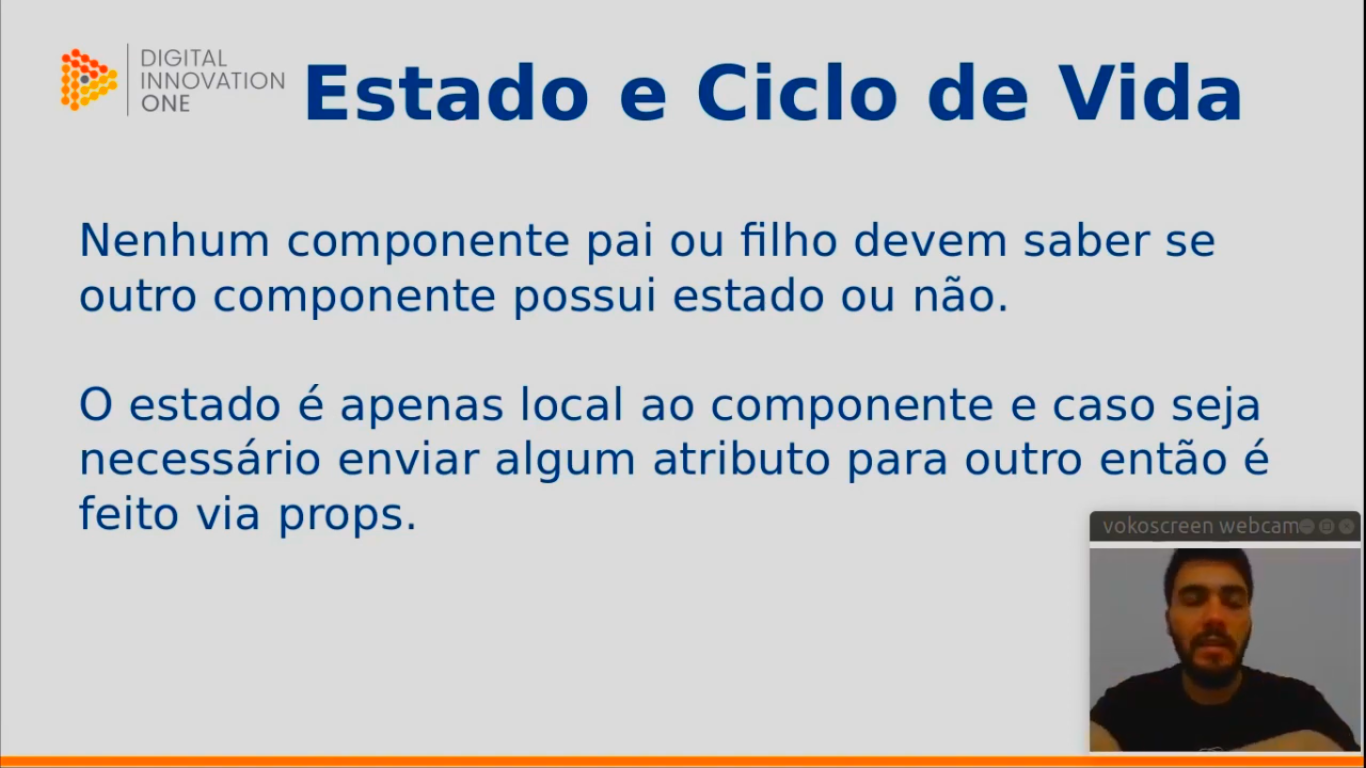 DIGITAL
INNOVATION
ONE
Estado e Ciclo de Vida
Nenhum componente pai ou filho devem saber se
outro componente possui estado ou não.
O estado é apenas local ao componente e caso seja
necessário enviar algum atributo para outro então é
feito via props.
vokoscreen webcam